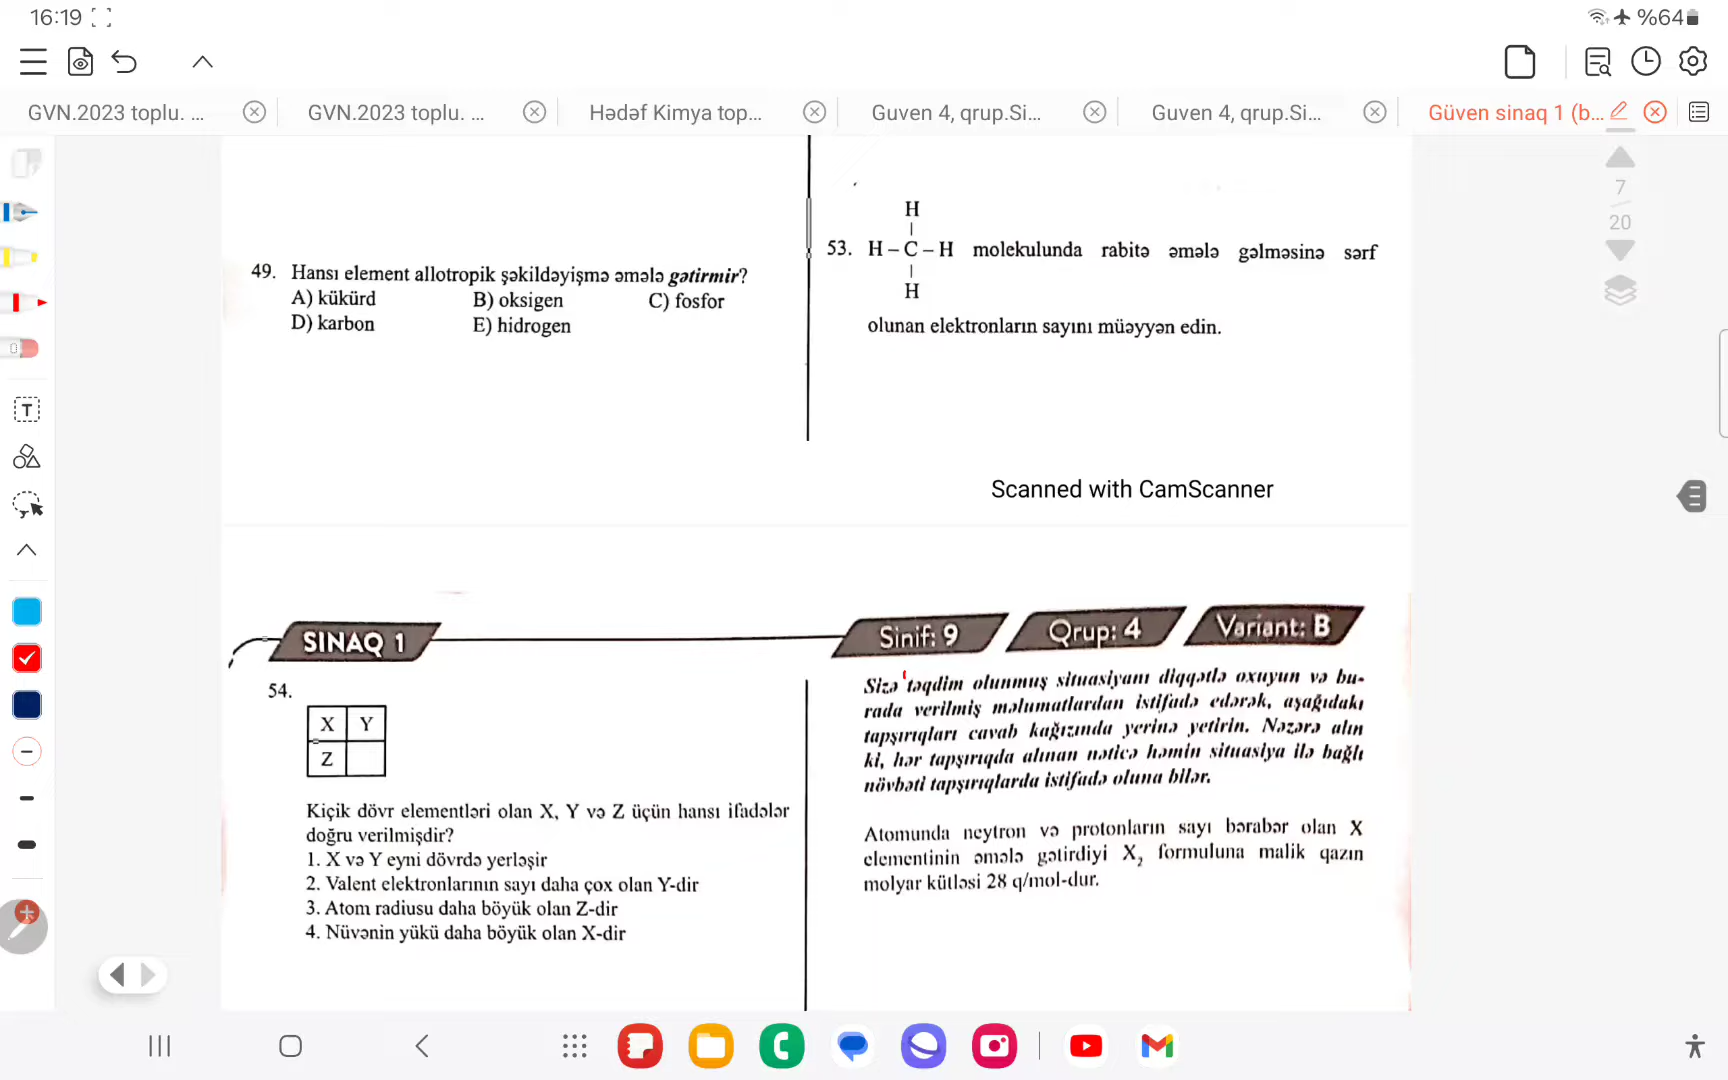 16:19
%64
GVN.2023 toplu. ...
GVN.2023 toplu. ...
Hədəf Kimya top...
Guven 4, qrup.Si...
Guven 4, qrup.Si...
Güven sinaq 1 (b...
7
20
49. Hansı element allotropik şəkildəyişmə əmələ gətirmir?
A) kükürd B) oksigen C) fosfor
D) karbon E) hidrogen
H
|
53. H – C – H molekulunda rabitə əmələ gəlməsinə sərf
|
H
olunan elektronların sayını müəyyən edin.
Scanned with CamScanner
SINAQ 1
Sinif: 9
Qrup: 4
Variant: B
54.
X Y
Z
Kiçik dövr elementləri olan X, Y və Z üçün hansı ifadələr
doğru verilmişdir?
1. X və Y eyni dövrdə yerləşir
2. Valent elektronlarının sayı daha çox olan Y-dir
3. Atom radiusu daha böyük olan Z-dir
4. Nüvənin yükü daha böyük olan X-dir
Sizə təqdim olunmuş situasiyanı diqqətlə oxuyun və bu-
rada verilmiş məlumatlardan istifadə edərək, aşağıdakı
tapşırıqları cavab kağızında yerinə yetirin. Nəzərə alın
ki, hər tapşırıqda alınan nəticə həmin situasiya ilə bağlı
növbəti tapşırıqlarda istifadə oluna bilər.
Atomunda neytron və protonların sayı bərabər olan X
elementinin əmələ gətirdiyi X₂ formuluna malik qazın
molyar kütləsi 28 q/mol-dur.